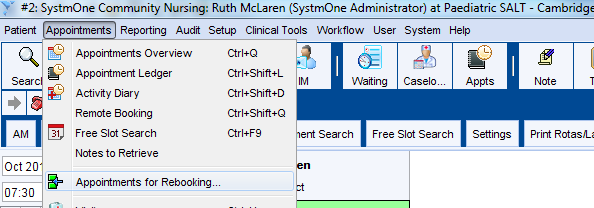 #2: SystmOne Community Nursing: Ruth McLaren (SystmOne Administrator) at Paediatric SALT - Cambridge
Patient Appointments Reporting Audit Setup Clinical Tools Workflow User System Help
Search
IM Waiting Caselo... Appts Note
Appointments Overview Ctrl+Q
Appointment Ledger Ctrl+Shift+L
Activity Diary Ctrl+Shift+D
Remote Booking Ctrl+Shift+Q
Free Slot Search Ctrl+F9
Notes to Retrieve
Appointments for Rebooking...
AM ment Search Free Slot Search Settings Print Rotas/La
Oct 201 en
07:30 ct